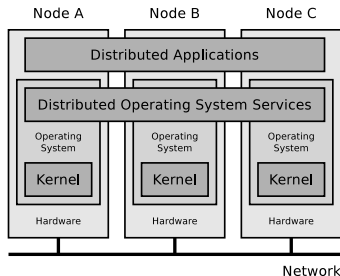 Node A Node B Node C
Distributed Applications
Distributed Operating System Services
Operating System Operating System Operating System
Kernel Kernel Kernel
Hardware Hardware Hardware
Network